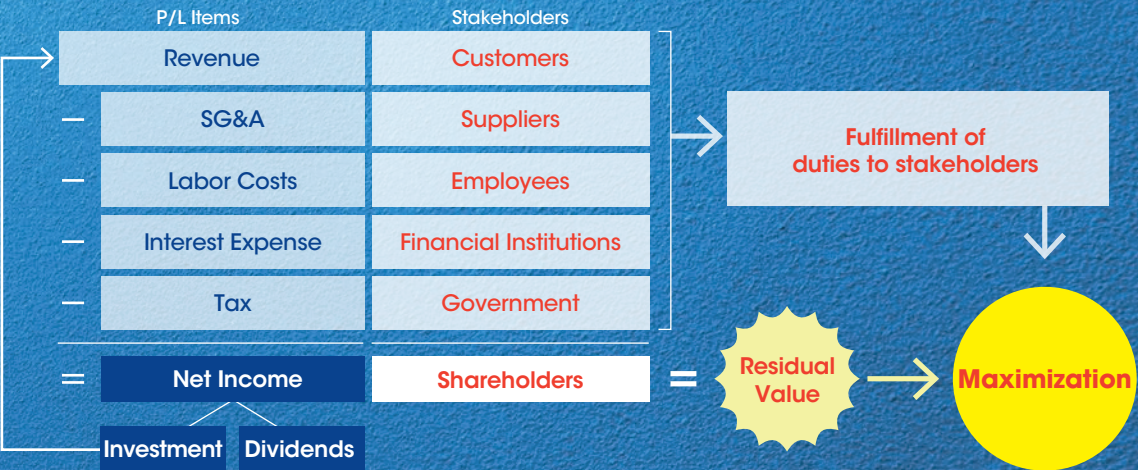 P/L Items
Stakeholders
Revenue
Customers
– SG&A
Suppliers
– Labor Costs
Employees
– Interest Expense
Financial Institutions
– Tax
Government
Fulfillment of
duties to stakeholders
= Net Income
Shareholders
=
Residual
Value
Maximization
Investment
Dividends